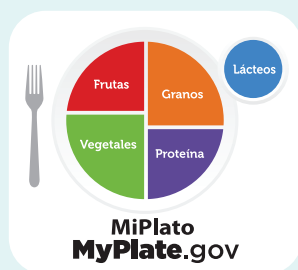 Frutas
Granos
Lácteos
Vegetales
Proteína
MiPlato
MyPlate.gov